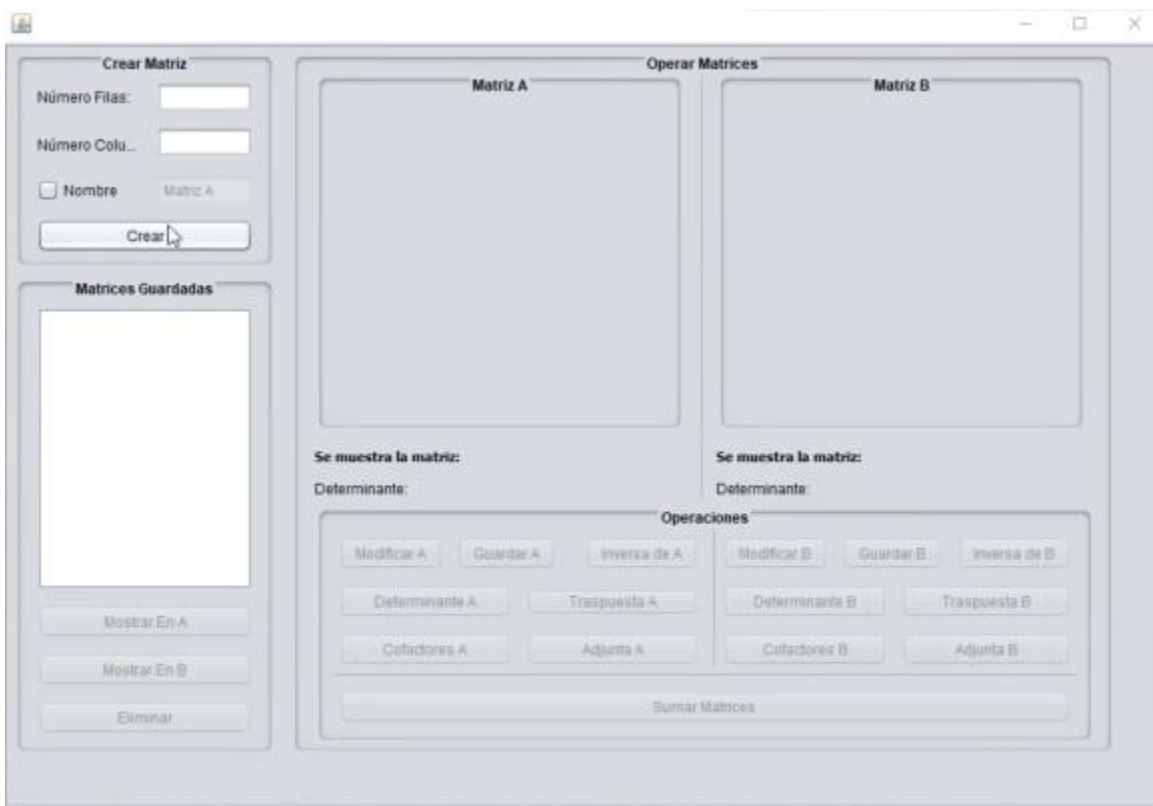 Crear Matriz
Número Filas:
Número Colu...
Nombre Matriz A
Crear
Matrices Guardadas
Mostrar En A
Mostrar En B
Eliminar
Operar Matrices
Matriz A
Matriz B
Se muestra la matriz:
Determinante:
Se muestra la matriz:
Determinante:
Operaciones
Modificar A Guardar A Inversa de A
Modificar B Guardar B Inversa de B
Determinante A Traspuesta A
Determinante B Traspuesta B
Cofactores A Adjunta A
Cofactores B Adjunta B
Sumar Matrices